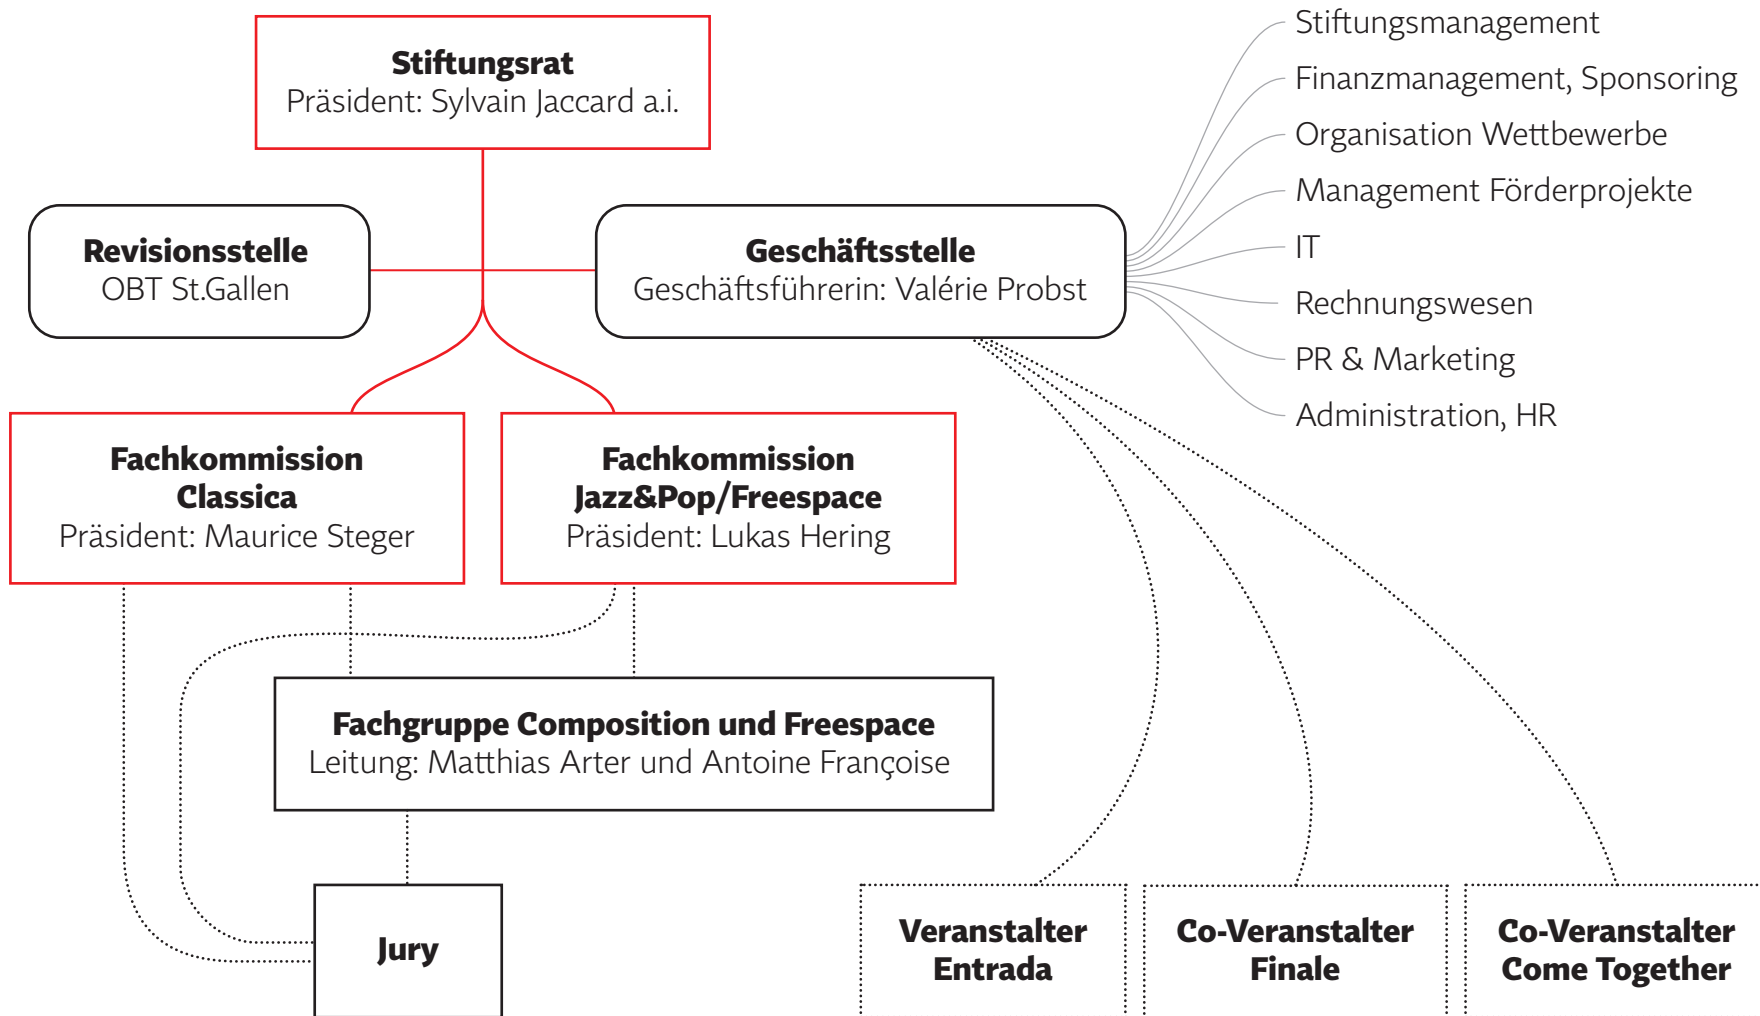 Stiftungsrat
Präsident: Sylvain Jaccard a.i.
Stiftungsmanagement
Finanzmanagement, Sponsoring
Organisation Wettbewerbe
Management Förderprojekte
IT
Rechnungswesen
PR & Marketing
Administration, HR
Revisionsstelle
OBT St.Gallen
Geschäftsstelle
Geschäftsführerin: Valérie Probst
Fachkommission
Classica
Präsident: Maurice Steger
Fachkommission
Jazz&Pop/Freespace
Präsident: Lukas Hering
Fachgruppe Composition und Freespace
Leitung: Matthias Arter und Antoine Françoise
Jury
Veranstalter
Entrada
Co-Veranstalter
Finale
Co-Veranstalter
Come Together